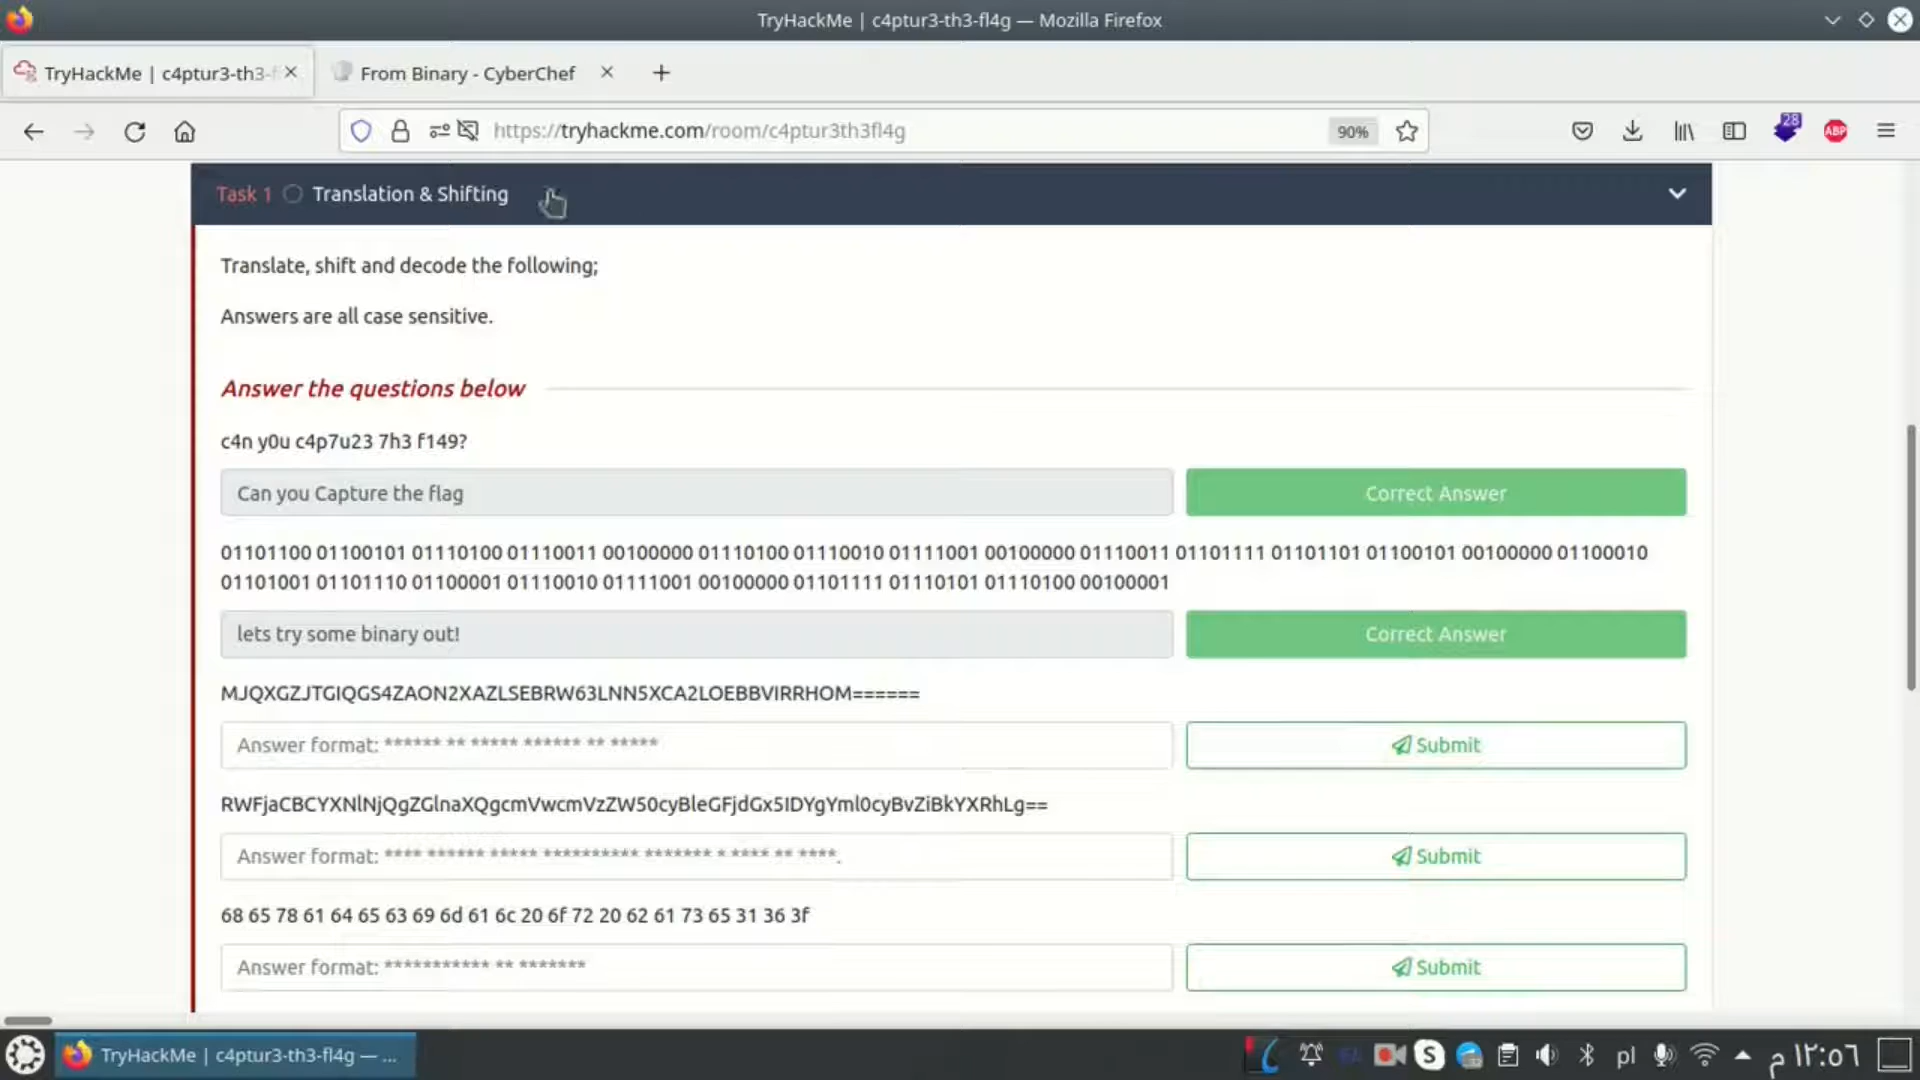 TryHackMe | c4ptur3-th3-fl4g — Mozilla Firefox
TryHackMe | c4ptur3-th3-f
From Binary - CyberChef
https://tryhackme.com/room/c4ptur3th3fl4g
90%
28
ABP
Task 1 Translation & Shifting
Translate, shift and decode the following;
Answers are all case sensitive.
Answer the questions below
c4n y0u c4p7u23 7h3 f149?
Can you Capture the flag
Correct Answer
01101100 01100101 01110100 01110011 00100000 01110100 01110010 01111001 00100000 01110011 01101111 01101101 01100101 00100000 01100010
01101001 01101110 01100001 01110010 01111001 00100000 01101111 01110101 01110100 00100001
lets try some binary out!
Correct Answer
MJQXGZJTGIQGS4ZAON2XAZLSEBRW63LNN5XCA2LOEBBVIRRHOM======
Answer format: ****** ** ***** ****** ** *****
Submit
RWFjaCBCYXNlNjQgZGlnaXQgcmVwcmVzZW50cyBleGFjdGx5IDYgYml0cyBvZiBkYXRhLg==
Answer format: **** ****** ***** ********** ******* * **** ** ****.
Submit
68 65 78 61 64 65 63 69 6d 61 6c 20 6f 72 20 62 61 73 65 31 36 3f
Answer format: *********** ** *******
Submit
TryHackMe | c4ptur3-th3-fl4g — ...
pl
١٢:٥٦ م